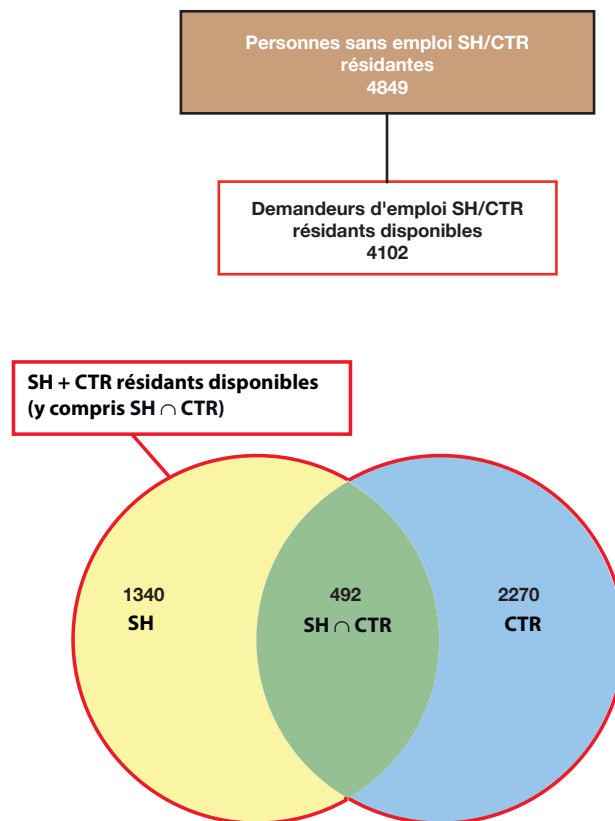 Personnes sans emploi SH/CTR
résidantes
4849
Demandeurs d'emploi SH/CTR
résidants disponibles
4102
SH + CTR résidants disponibles
(y compris SH ∩ CTR)
1340
SH
492
SH ∩ CTR
2270
CTR